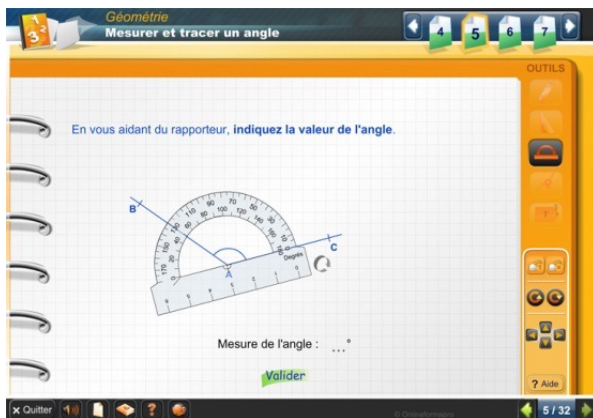 Géométrie
Mesurer et tracer un angle
4 5 6 7
OUTILS
En vous aidant du rapporteur, indiquez la valeur de l'angle.
B
A
C
Degrés
Mesure de l'angle : ...°
Valider
? Aide
x Quitter
?
© Onlineformapro
5 / 32